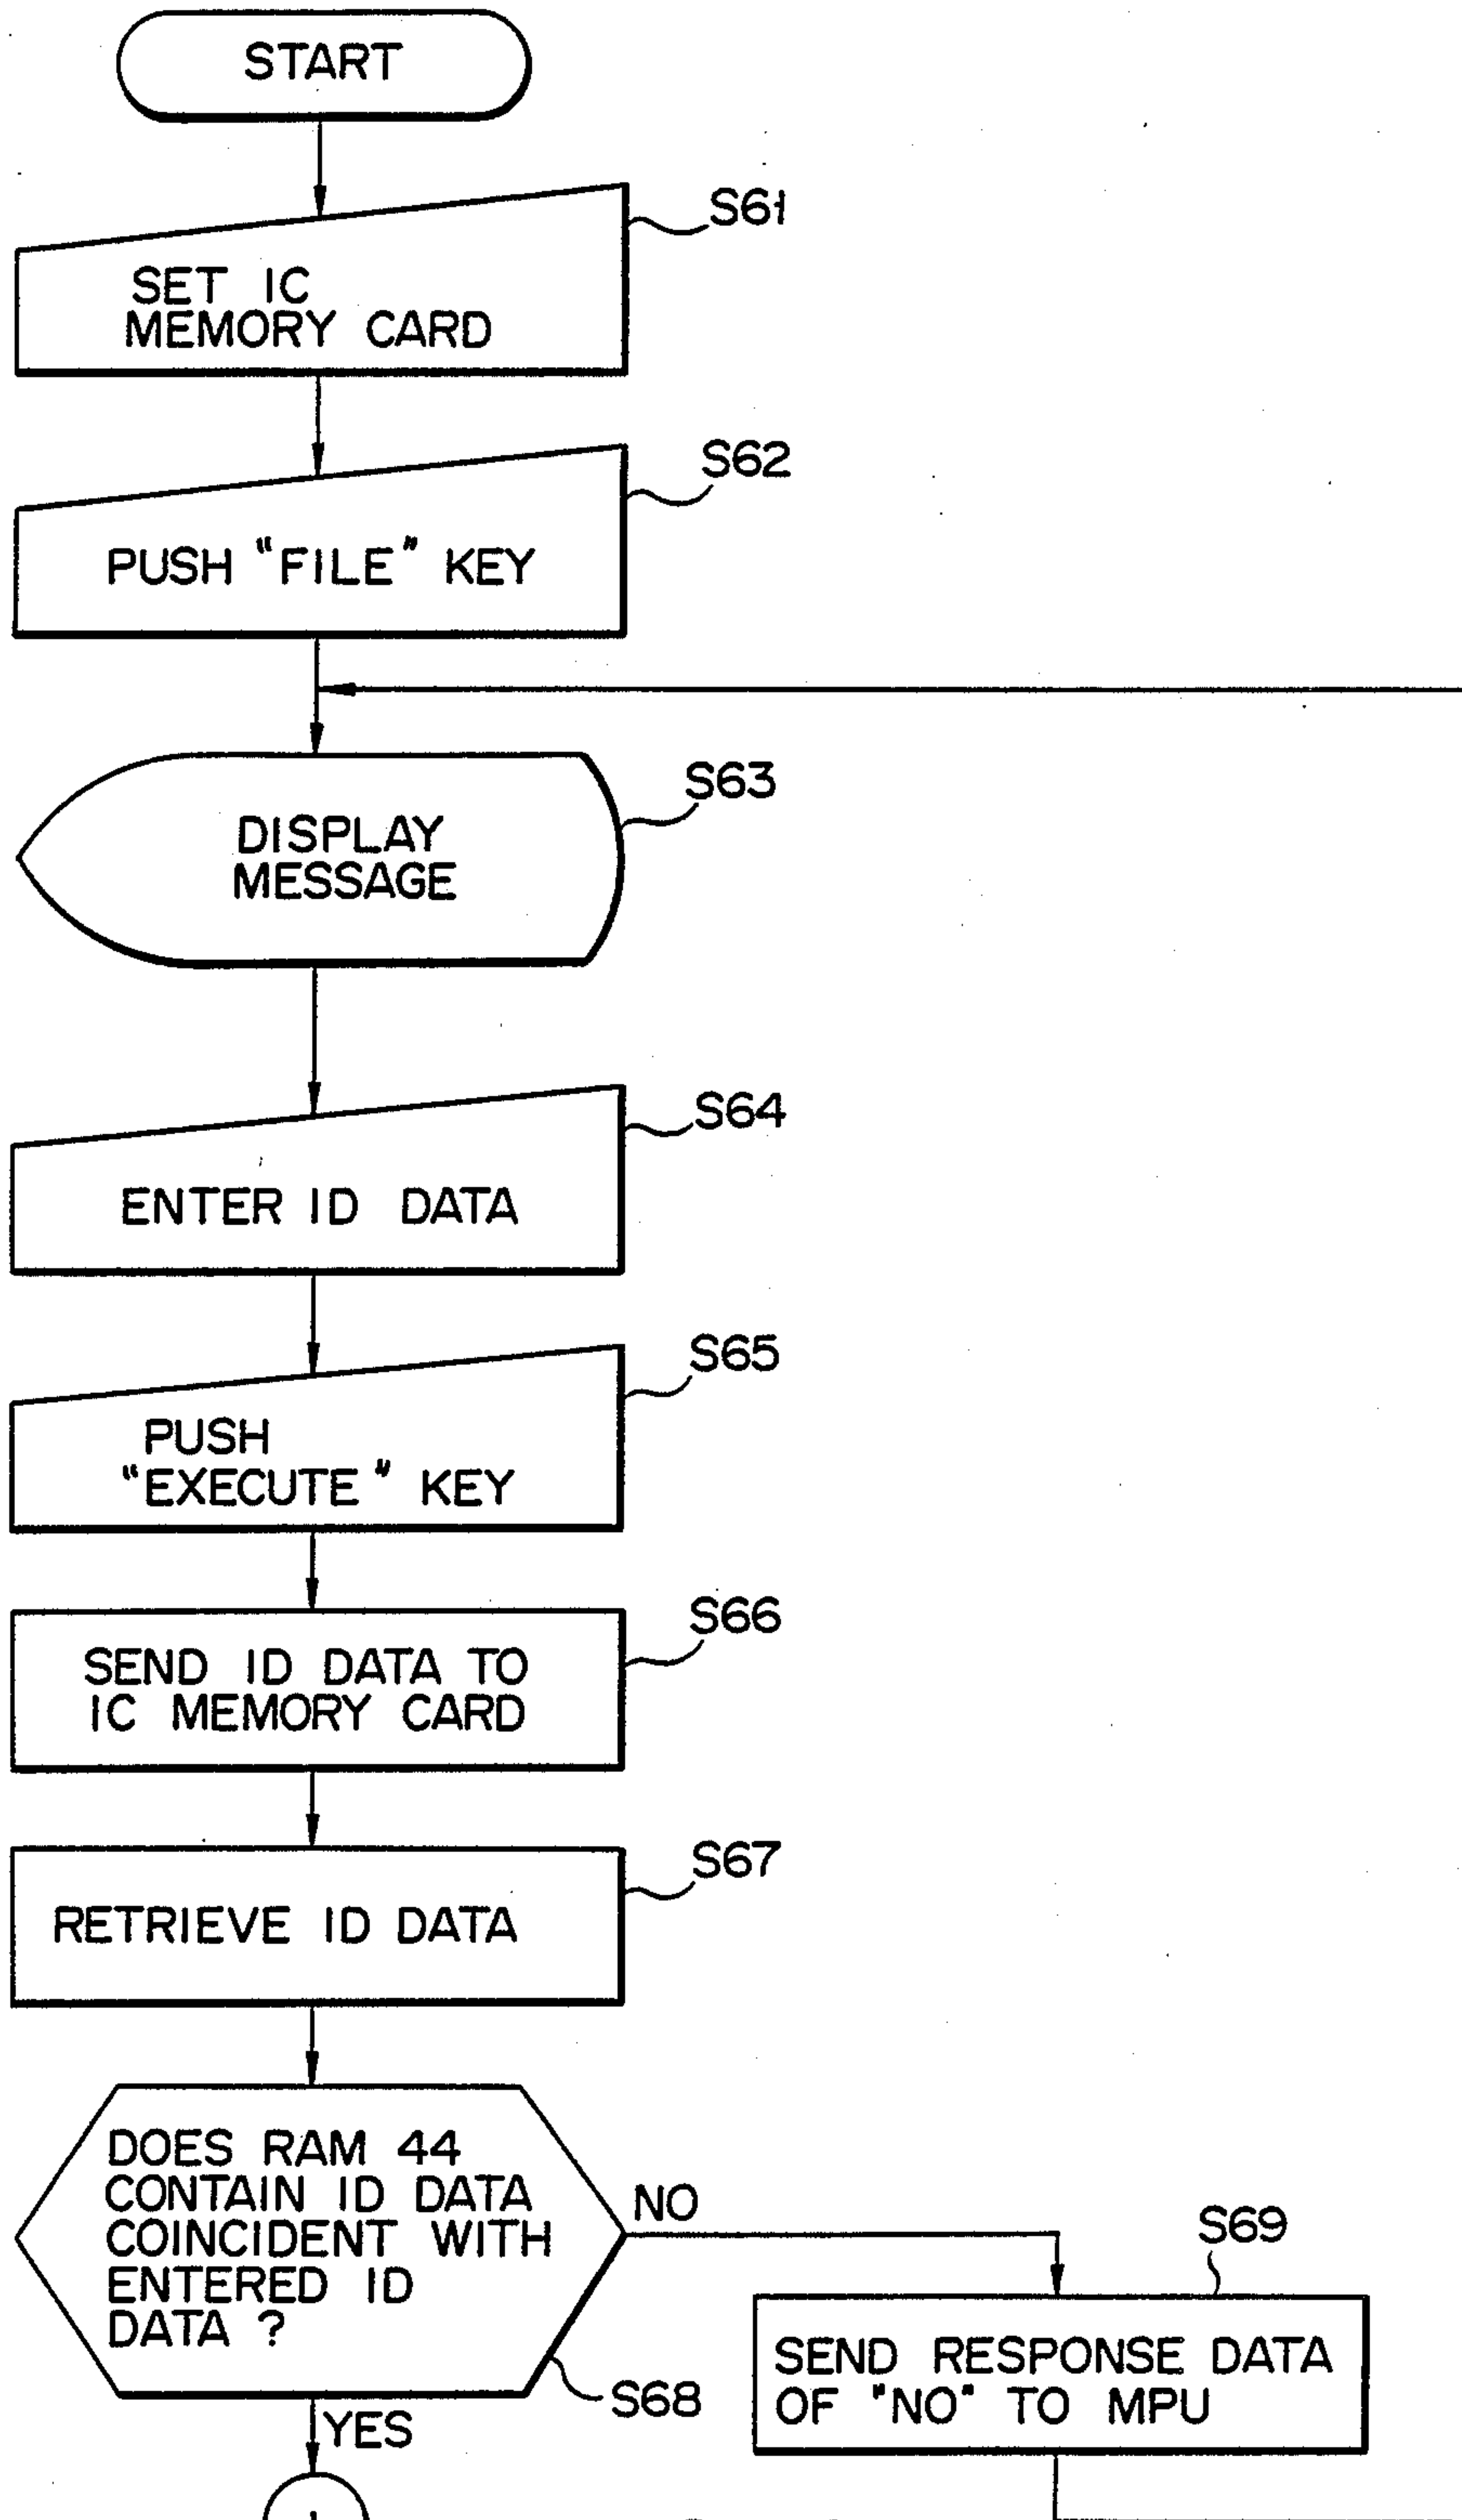 START
S61
SET IC
MEMORY CARD
S62
PUSH "FILE" KEY
S63
DISPLAY
MESSAGE
S64
ENTER ID DATA
S65
PUSH
"EXECUTE" KEY
S66
SEND ID DATA TO
IC MEMORY CARD
S67
RETRIEVE ID DATA
DOES RAM 44
CONTAIN ID DATA
COINCIDENT WITH
ENTERED ID
DATA ?
NO
S69
S68
SEND RESPONSE DATA
OF "NO" TO MPU
YES